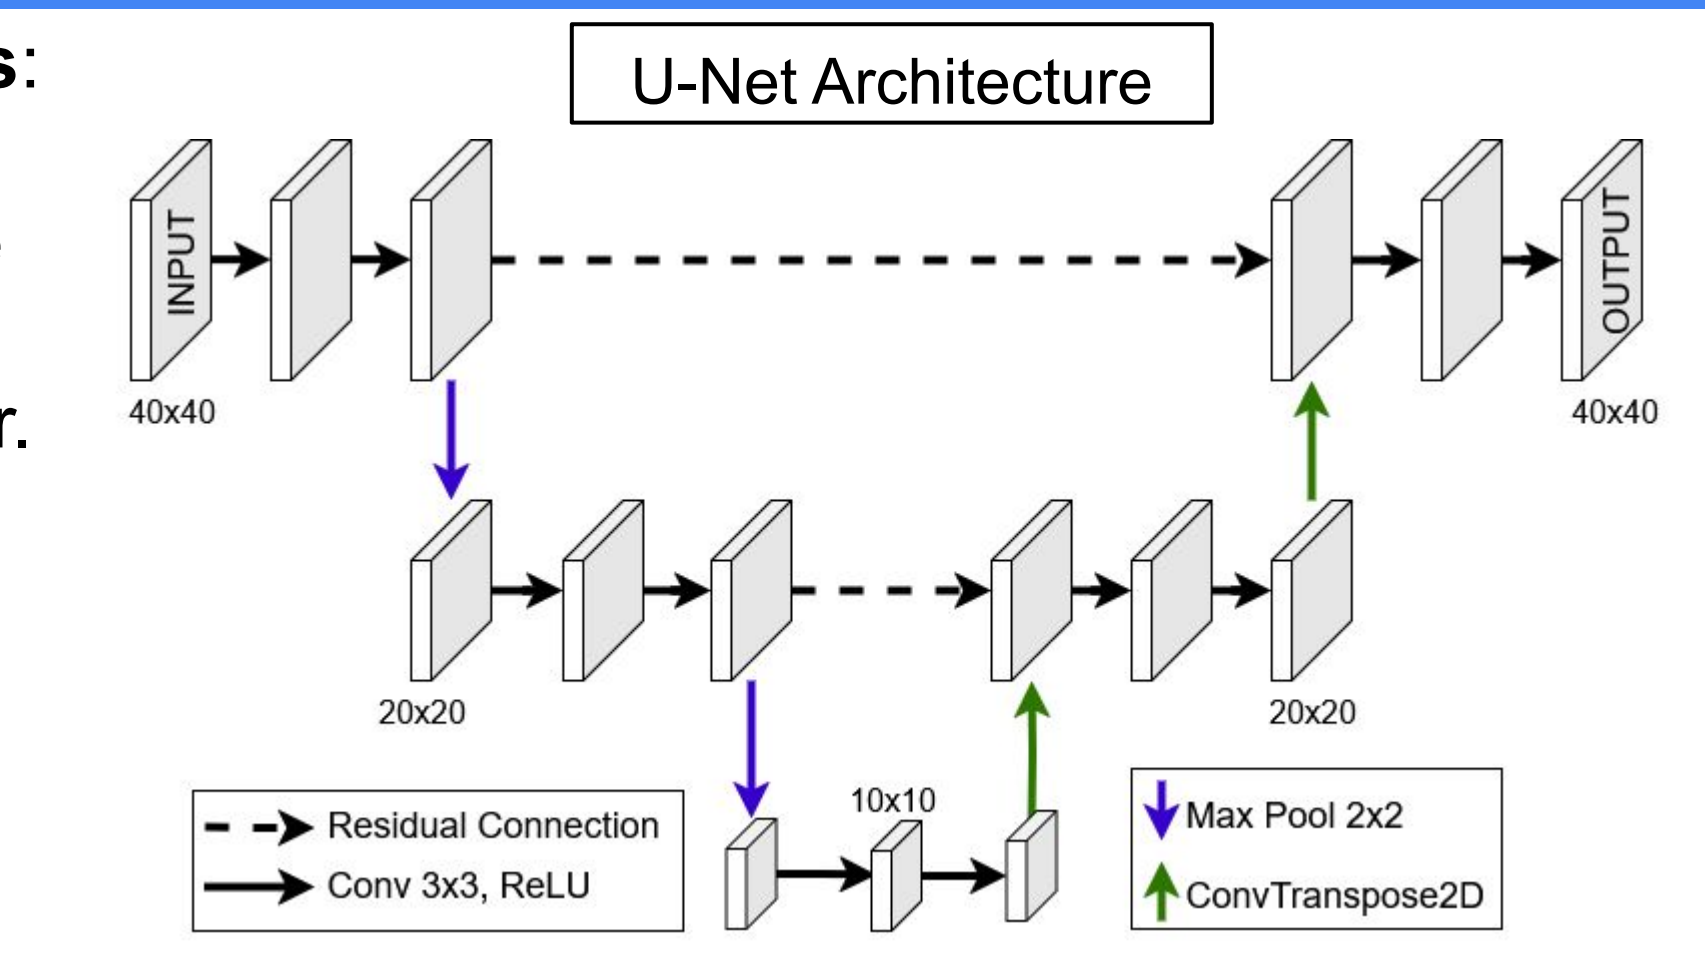 s:
U-Net Architecture
INPUT
OUTPUT
40x40
40x40
r.
20x20
20x20
10x10
Residual Connection
Conv 3x3, ReLU
Max Pool 2x2
ConvTranspose2D